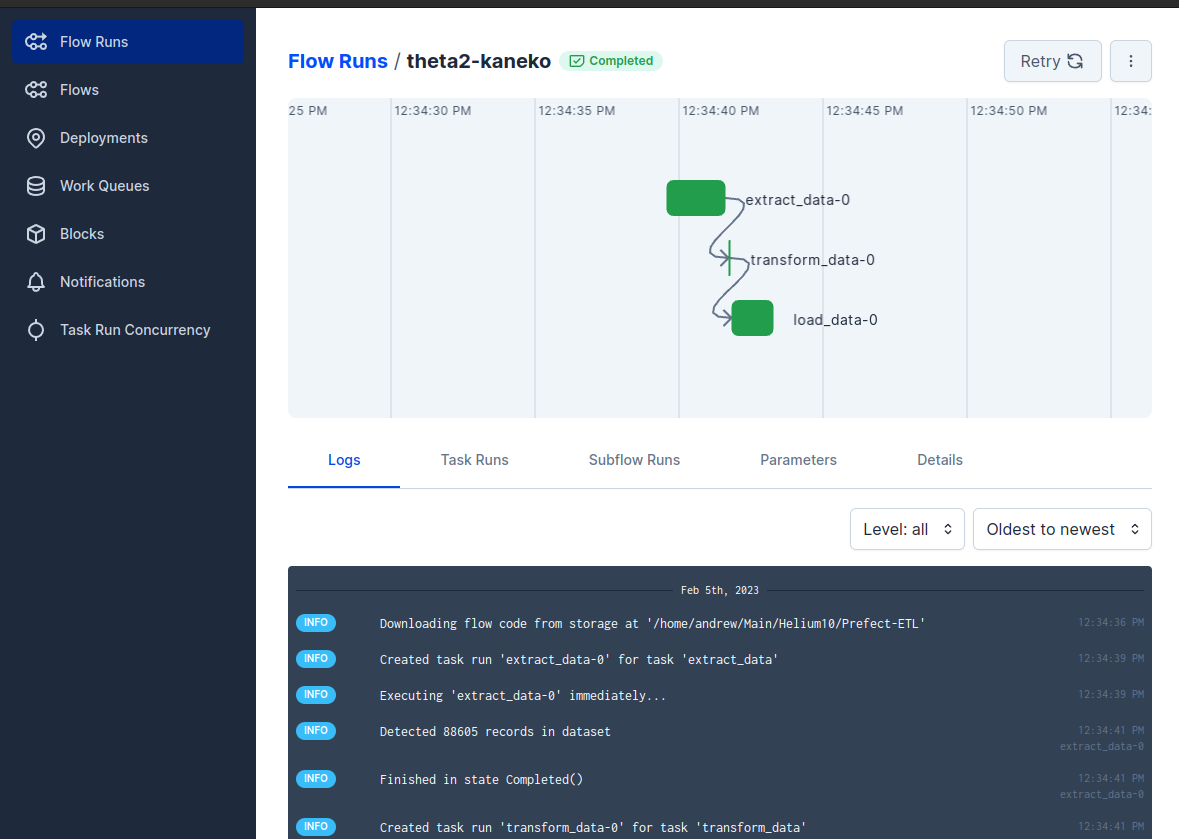 Flow Runs
Flows
Deployments
Work Queues
Blocks
Notifications
Task Run Concurrency
Flow Runs / theta2-kaneko Completed
Retry
25 PM 12:34:30 PM 12:34:35 PM 12:34:40 PM 12:34:45 PM 12:34:50 PM 12:34:
extract_data-0
transform_data-0
load_data-0
Logs Task Runs Subflow Runs Parameters Details
Level: all Oldest to newest
Feb 5th, 2023
INFO Downloading flow code from storage at '/home/andrew/Main/Helium10/Prefect-ETL' 12:34:36 PM
INFO Created task run 'extract_data-0' for task 'extract_data' 12:34:39 PM
INFO Executing 'extract_data-0' immediately... 12:34:39 PM
INFO Detected 88605 records in dataset 12:34:41 PM
extract_data-0
INFO Finished in state Completed() 12:34:41 PM
extract_data-0
INFO Created task run 'transform_data-0' for task 'transform_data' 12:34:41 PM